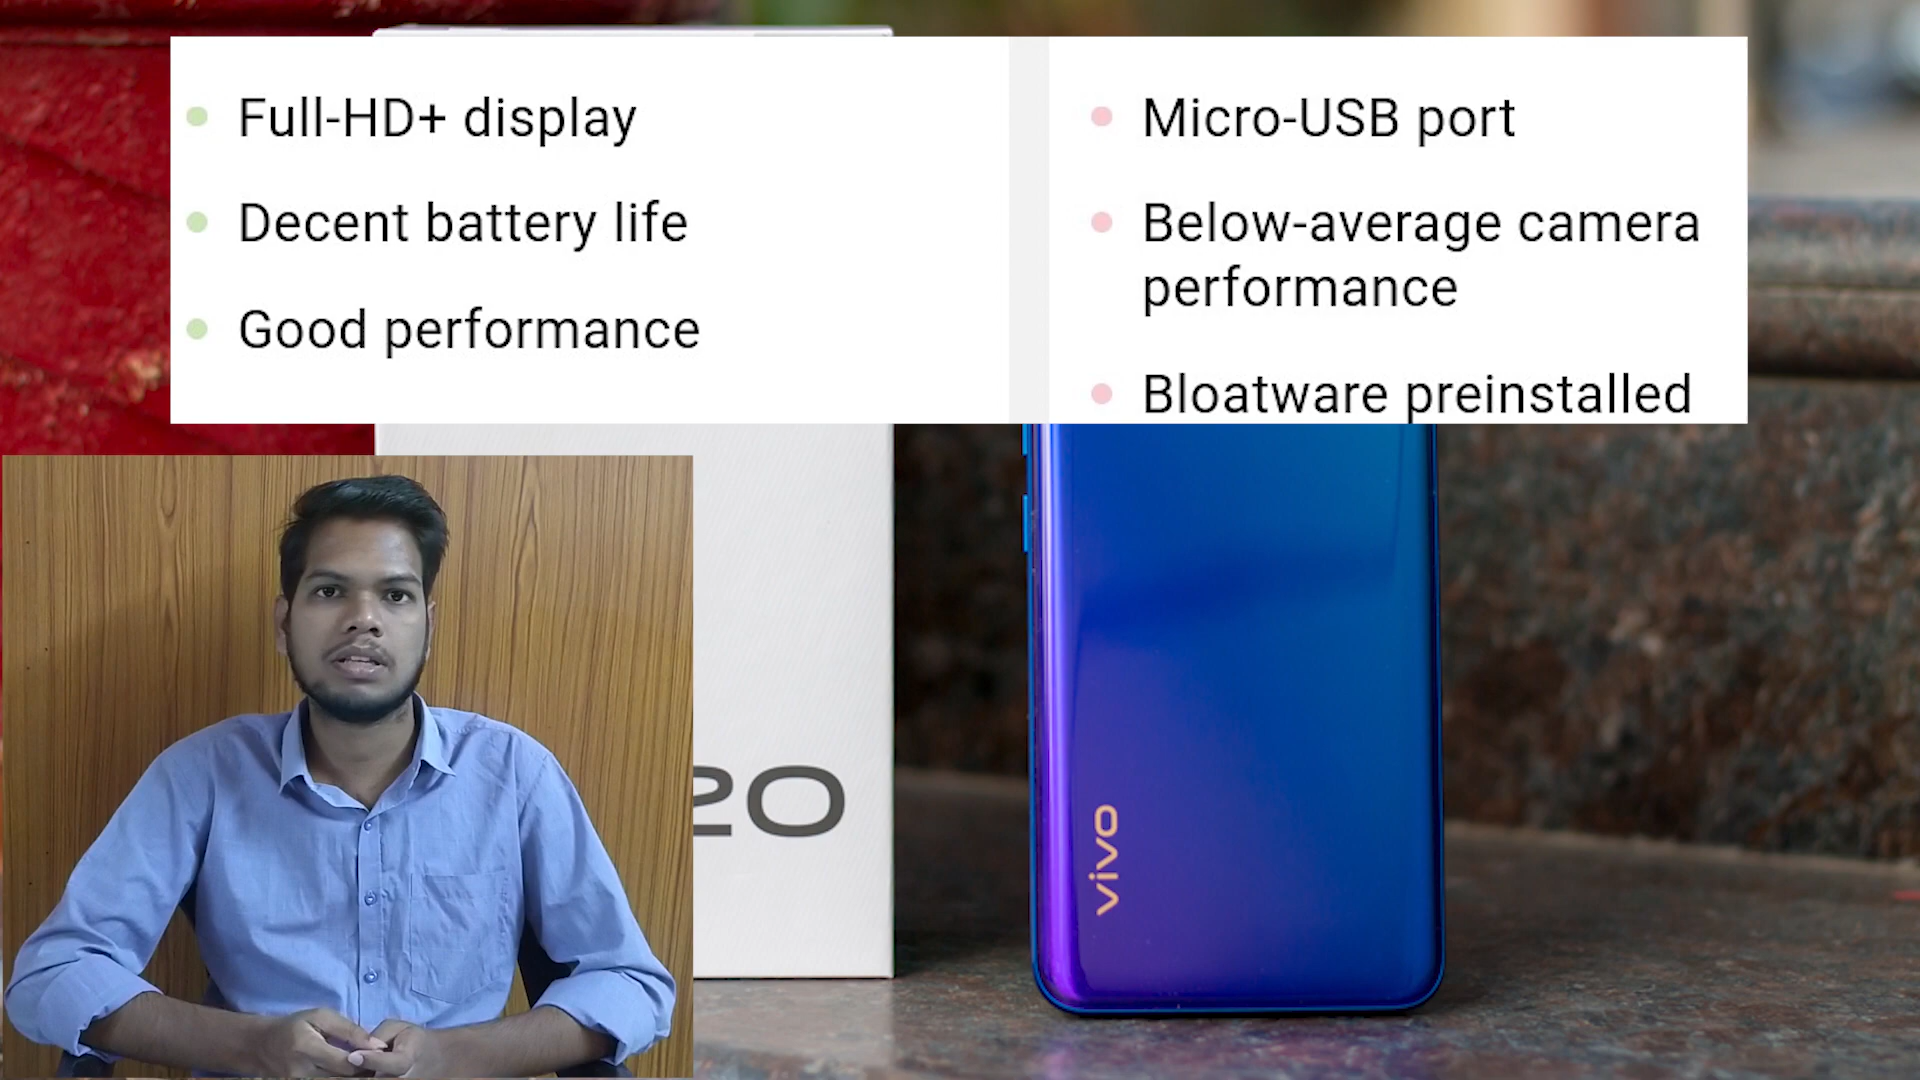 Full-HD+ display
Decent battery life
Good performance
Micro-USB port
Below-average camera
performance
Bloatware preinstalled
20
vivo